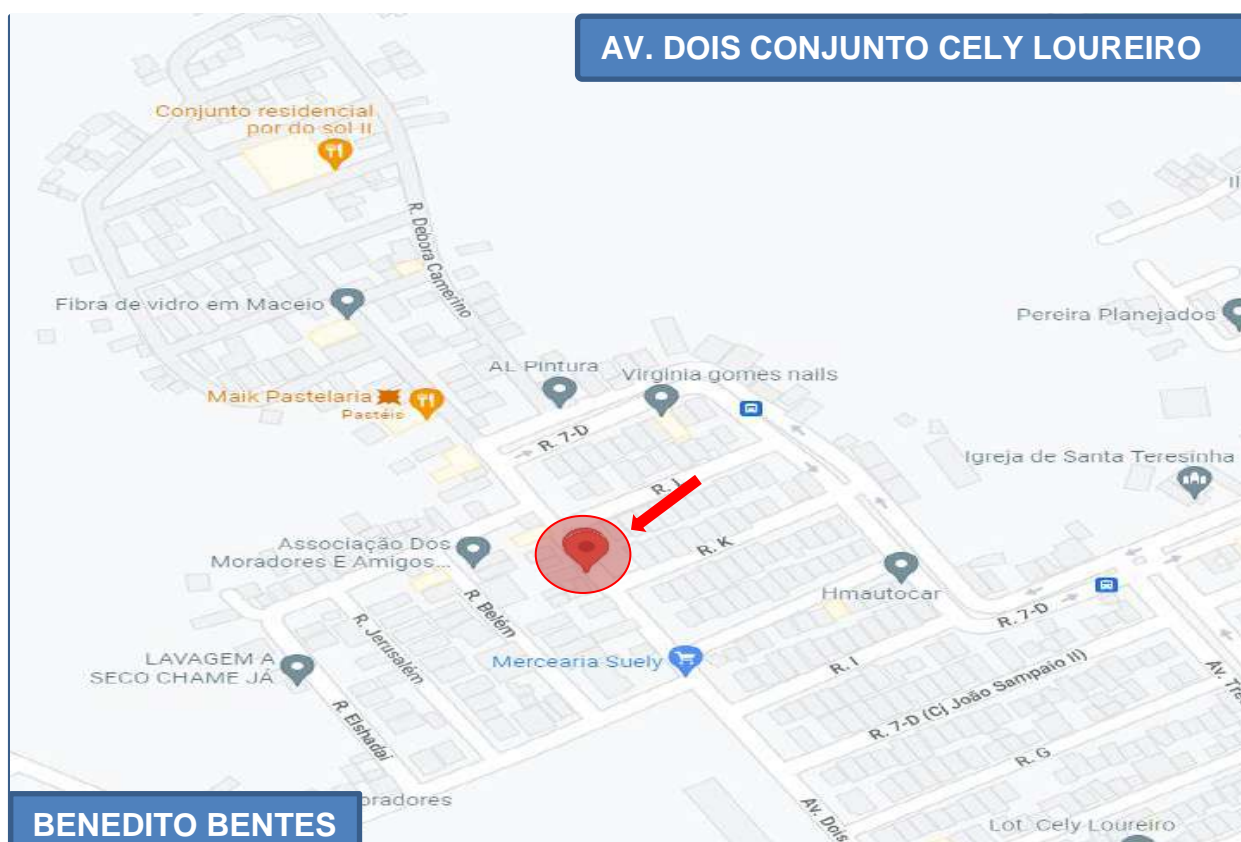 AV. DOIS CONJUNTO CELY LOUREIRO
Conjunto residencial
por do sol II
R. Debora Camerino
Fibra de vidro em Maceio
Pereira Planejados
AL Pintura
Virginia gomes nails
Maik Pastelaria
Pastéis
R. 7-D
Igreja de Santa Teresinha
R. J
Associação Dos
Moradores E Amigos...
R. K
Hmautocar
R. Belém
R. 7-D
R. Jerusalém
Mercearia Suely
LAVAGEM A
SECO CHAME JÁ
R. I
R. 7-D (Cj João Sampaio II)
R. Elshadai
R. G
oradores
Av. Dois
Lot. Cely Loureiro
BENEDITO BENTES